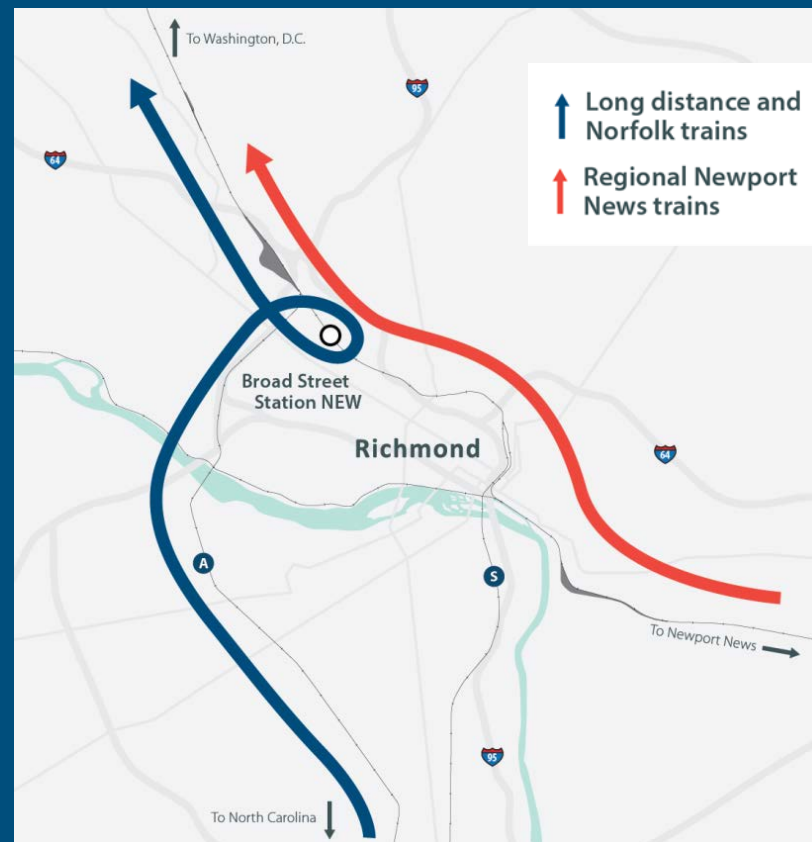 To Washington, D.C.
95
Long distance and
Norfolk trains
64
Regional Newport
News trains
Broad Street
Station NEW
Richmond
64
A
S
To Newport News
95
To North Carolina